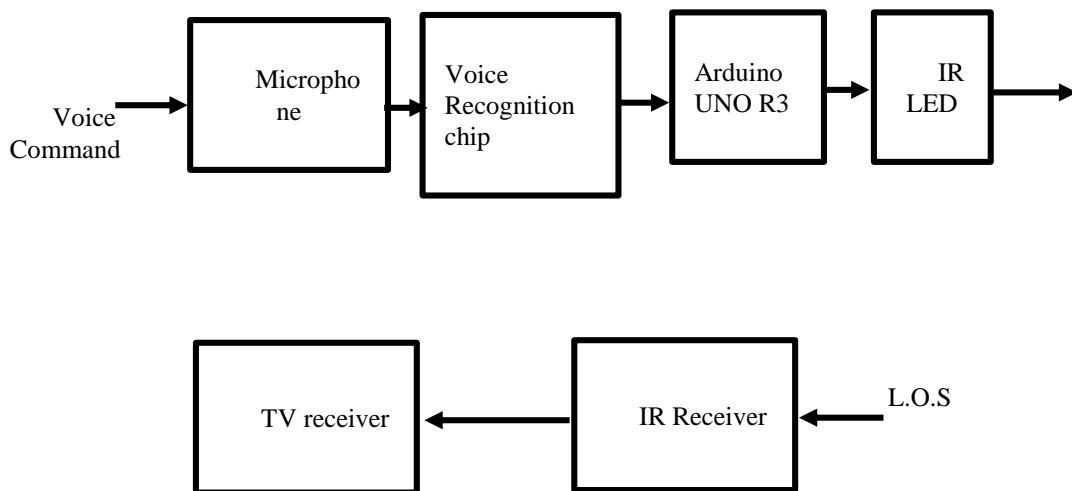 Voice
Command
Micropho
ne
Voice
Recognition
chip
Arduino
UNO R3
IR
LED
TV receiver
IR Receiver
L.O.S